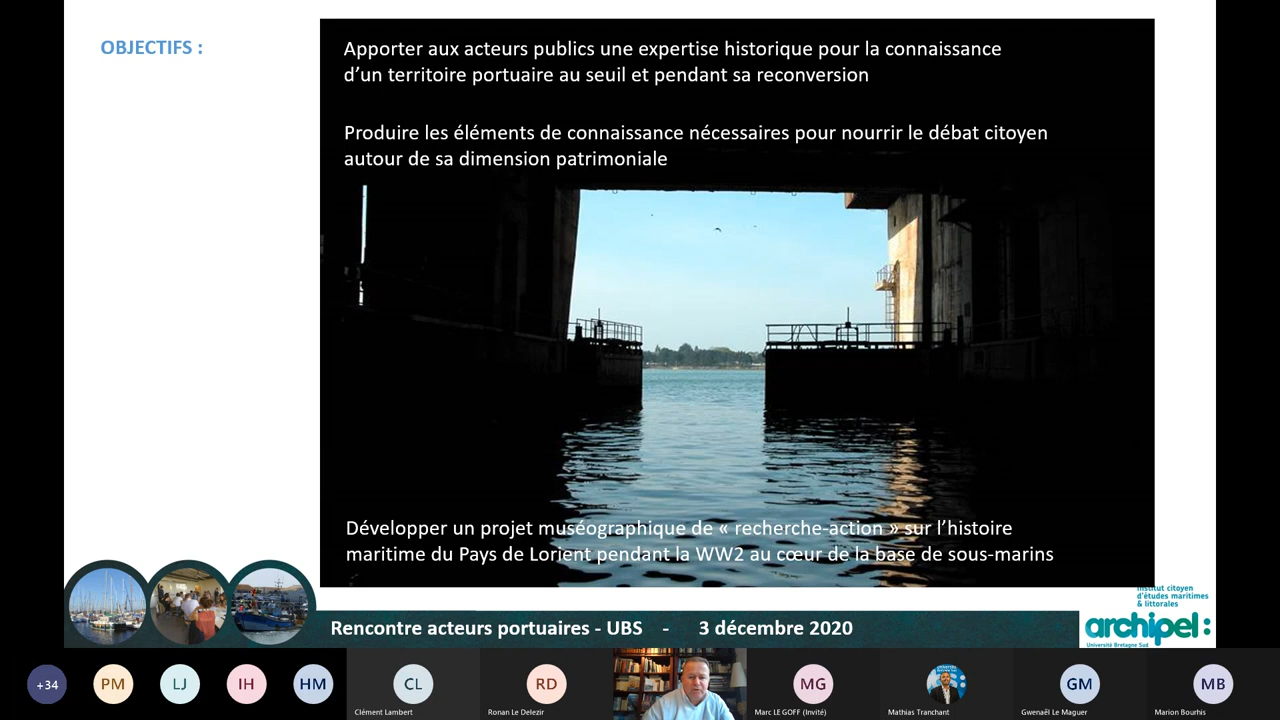 OBJECTIFS :
Apporter aux acteurs publics une expertise historique pour la connaissance
d’un territoire portuaire au seuil et pendant sa reconversion
Produire les éléments de connaissance nécessaires pour nourrir le débat citoyen
autour de sa dimension patrimoniale
Développer un projet muséographique de « recherche-action » sur l’histoire
maritime du Pays de Lorient pendant la WW2 au cœur de la base de sous-marins
institut citoyen
d'études maritimes
& littorales
archipel:
Université Bretagne Sud
Rencontre acteurs portuaires - UBS - 3 décembre 2020
+34
PM
LJ
IH
HM
CL
RD
MG
GM
MB
Clément Lambert
Ronan Le Delezir
Marc LE GOFF (Invité)
Mathias Tranchant
Gwenaël Le Maguer
Marion Bourhis